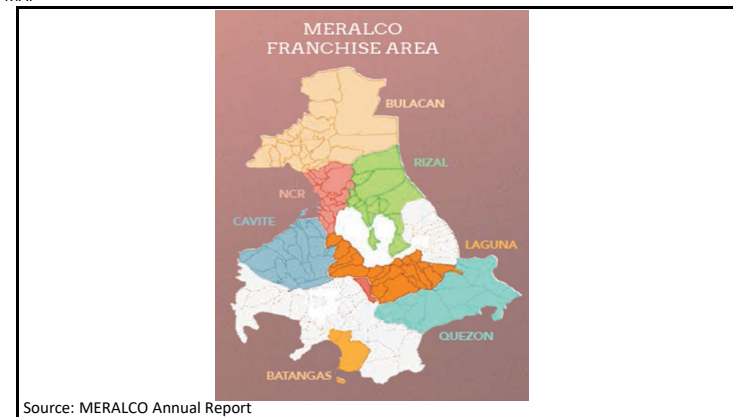 MERALCO
FRANCHISE AREA
BULACAN
RIZAL
NCR
CAVITE
LAGUNA
QUEZON
BATANGAS
Source: MERALCO Annual Report